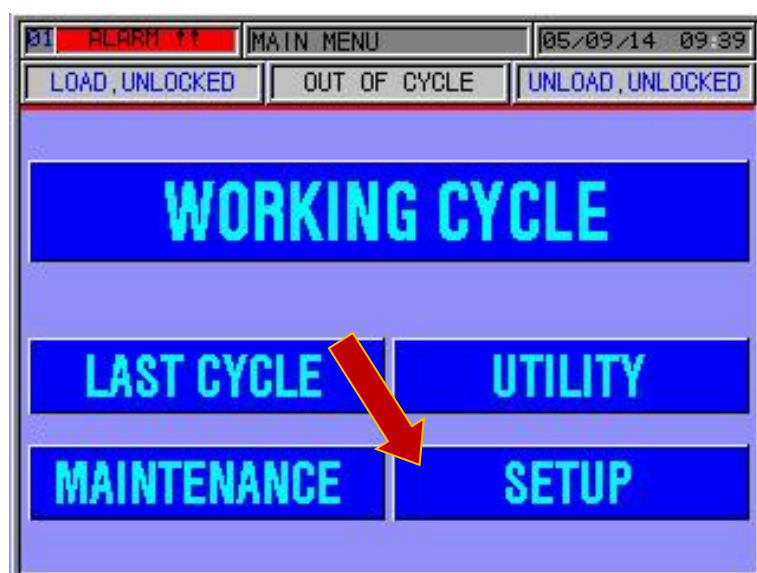 01 ALARM !! MAIN MENU 05/09/14 09:39
LOAD,UNLOCKED OUT OF CYCLE UNLOAD,UNLOCKED
WORKING CYCLE
LAST CYCLE UTILITY
MAINTENANCE SETUP